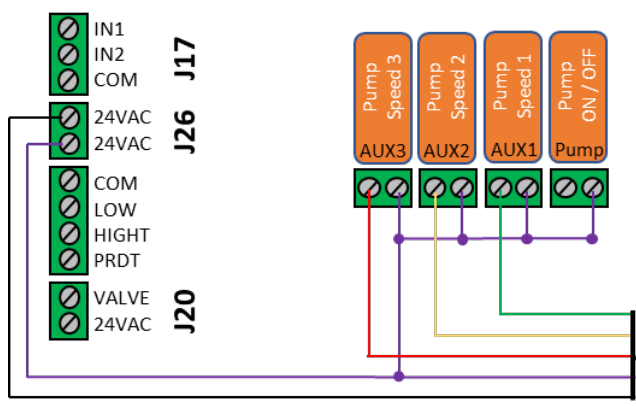 IN1
IN2
COM
J17
24VAC
24VAC
J26
COM
LOW
HIGHT
PRDT
VALVE
24VAC
J20
Pump
Speed 3
AUX3
Pump
Speed 2
AUX2
Pump
Speed 1
AUX1
Pump
ON / OFF
Pump